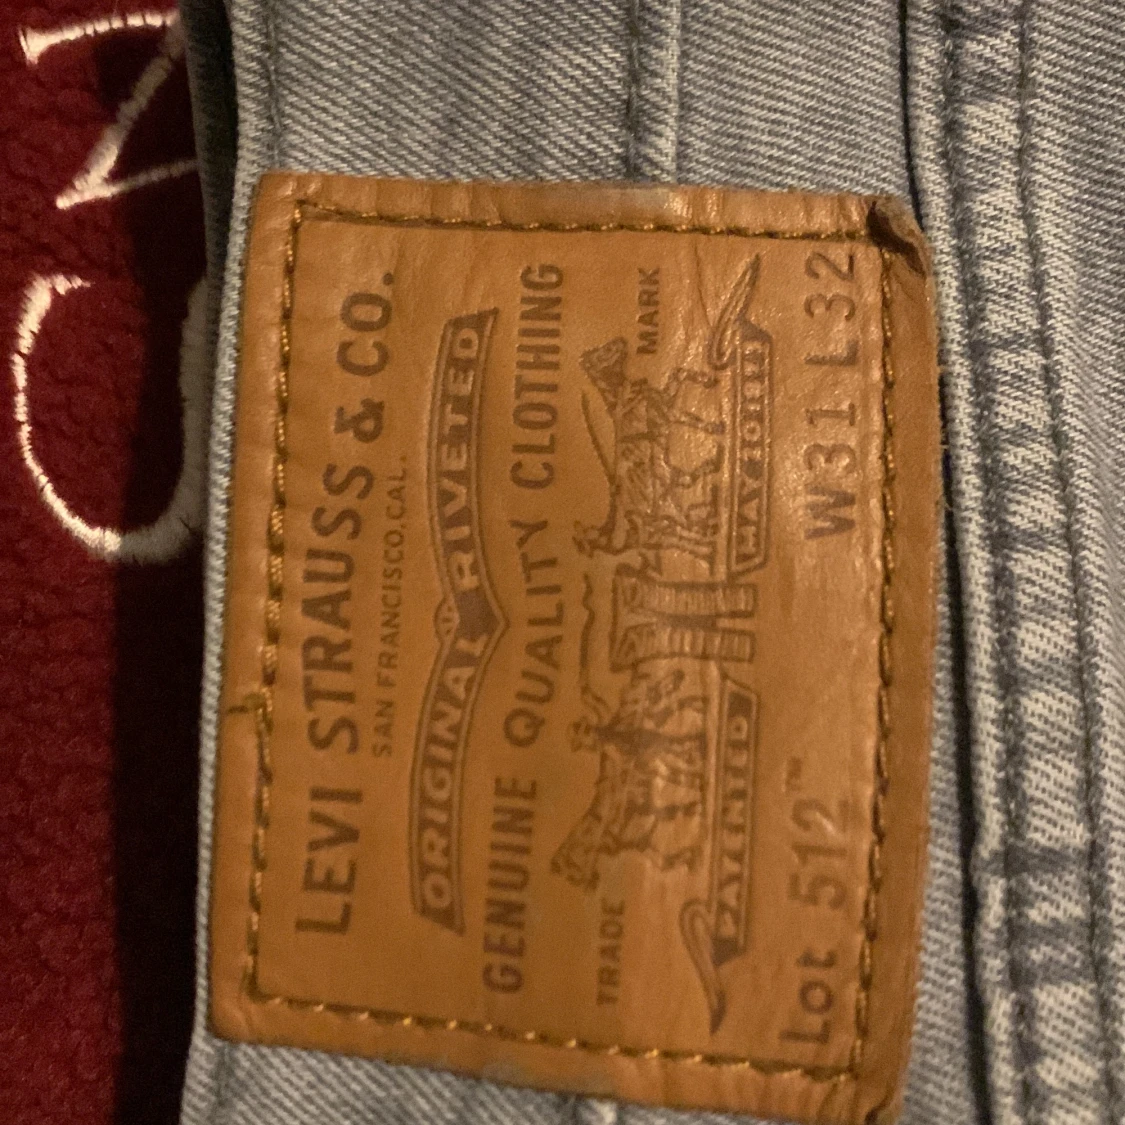 LEVI STRAUSS & CO.
SAN FRANCISCO.CAL.
ORIGINAL RIVETED
GENUINE QUALITY CLOTHING
TRADE MARK
PATENTED MAY 20 1873
Lot 512™ W31 L32